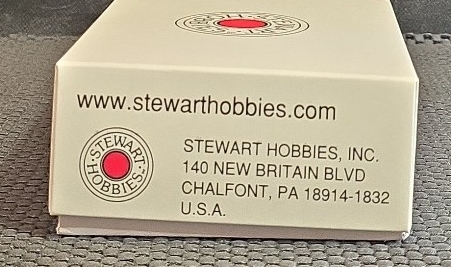 www.stewarthobbies.com
STEWART
HOBBIES
STEWART HOBBIES, INC.
140 NEW BRITAIN BLVD
CHALFONT, PA 18914-1832
U.S.A.